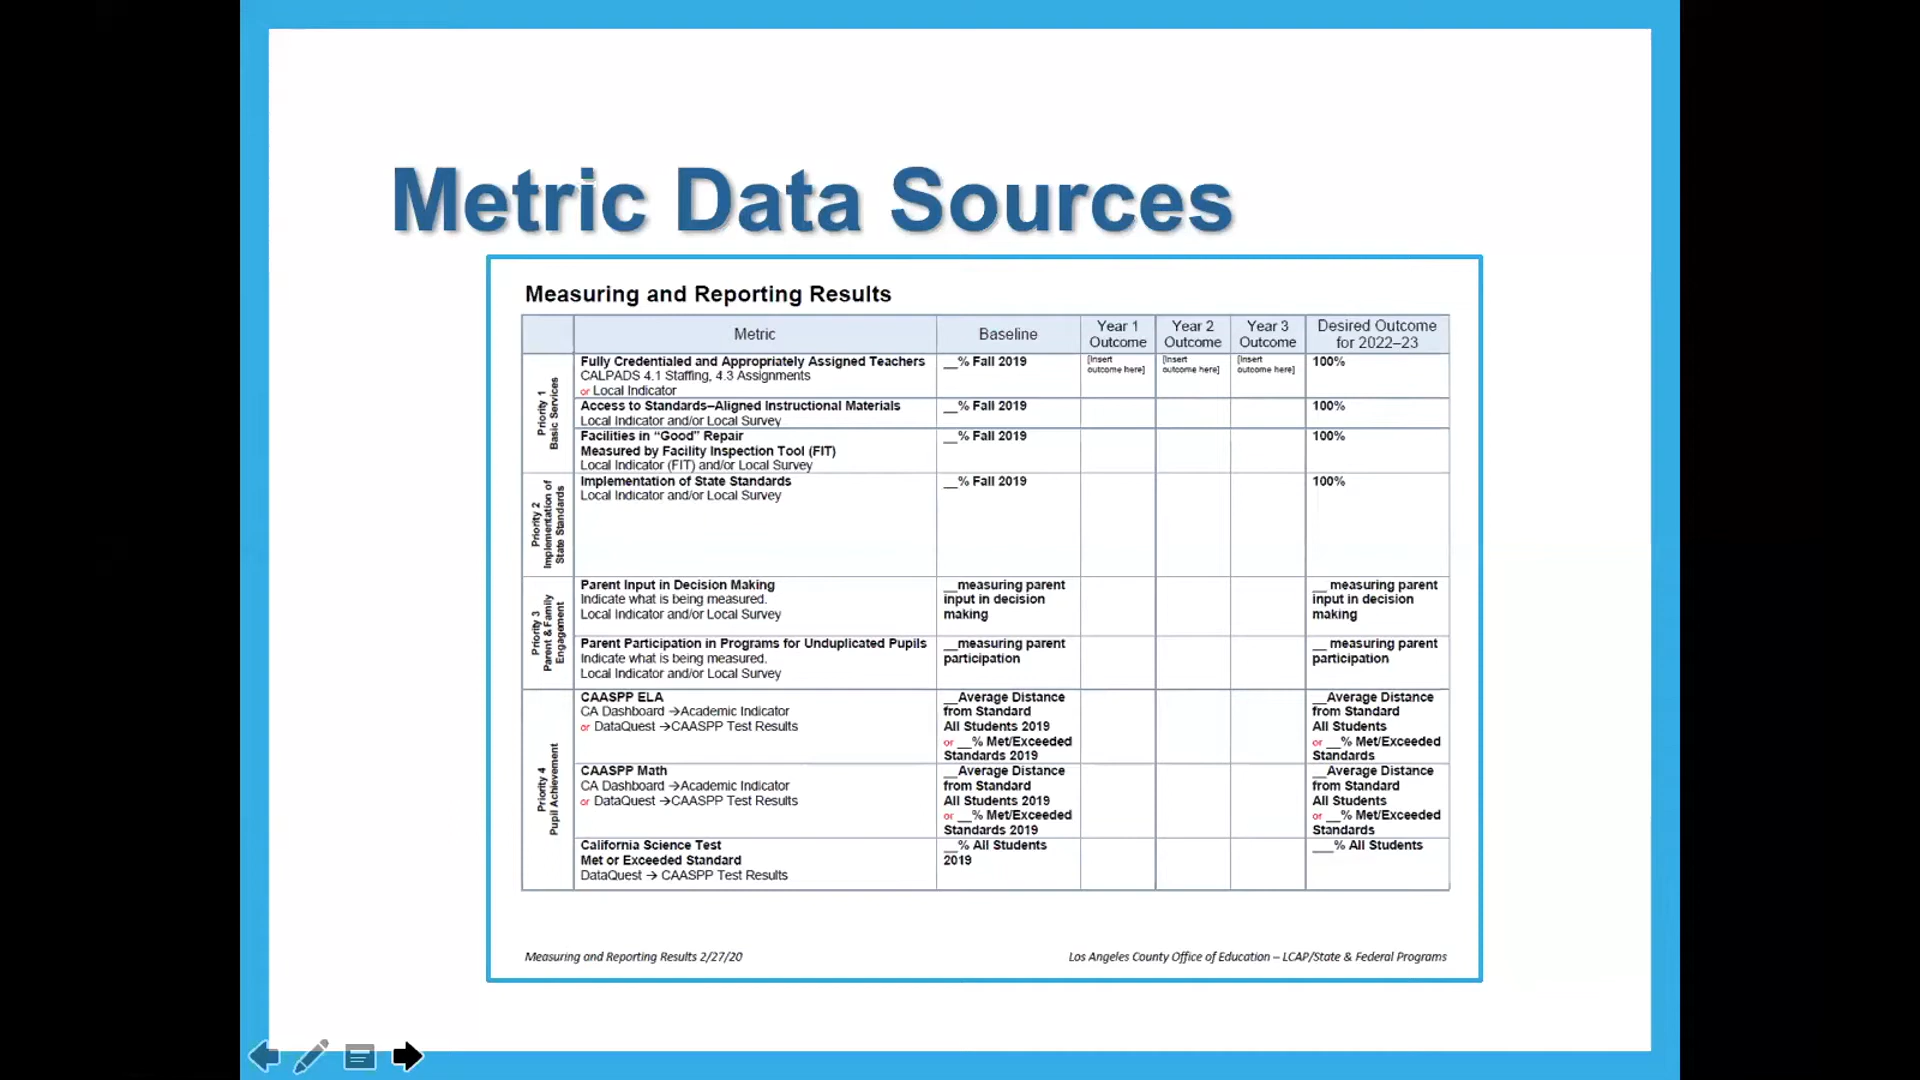 Metric Data Sources
Measuring and Reporting Results
Metric
Baseline
Year 1
Outcome
Year 2
Outcome
Year 3
Outcome
Desired Outcome
for 2022–23
Priority 1
Basic Services
Fully Credentialed and Appropriately Assigned Teachers
CALPADS 4.1 Staffing, 4.3 Assignments
or Local Indicator
__% Fall 2019
[Insert
outcome here]
[Insert
outcome here]
[Insert
outcome here]
100%
Access to Standards–Aligned Instructional Materials
Local Indicator and/or Local Survey
__% Fall 2019
100%
Facilities in “Good” Repair
Measured by Facility Inspection Tool (FIT)
Local Indicator (FIT) and/or Local Survey
__% Fall 2019
100%
Priority 2
Implementation of
State Standards
Implementation of State Standards
Local Indicator and/or Local Survey
__% Fall 2019
100%
Priority 3
Parent & Family
Engagement
Parent Input in Decision Making
Indicate what is being measured.
Local Indicator and/or Local Survey
__measuring parent
input in decision
making
__ measuring parent
input in decision
making
Parent Participation in Programs for Unduplicated Pupils
Indicate what is being measured.
Local Indicator and/or Local Survey
__measuring parent
participation
__ measuring parent
participation
Priority 4
Pupil Achievement
CAASPP ELA
CA Dashboard →Academic Indicator
or DataQuest →CAASPP Test Results
__Average Distance
from Standard
All Students 2019
or __% Met/Exceeded
Standards 2019
__Average Distance
from Standard
All Students
or __% Met/Exceeded
Standards
CAASPP Math
CA Dashboard →Academic Indicator
or DataQuest →CAASPP Test Results
__Average Distance
from Standard
All Students 2019
or __% Met/Exceeded
Standards 2019
__Average Distance
from Standard
All Students
or __% Met/Exceeded
Standards
California Science Test
Met or Exceeded Standard
DataQuest → CAASPP Test Results
__% All Students
2019
___% All Students
Measuring and Reporting Results 2/27/20
Los Angeles County Office of Education – LCAP/State & Federal Programs